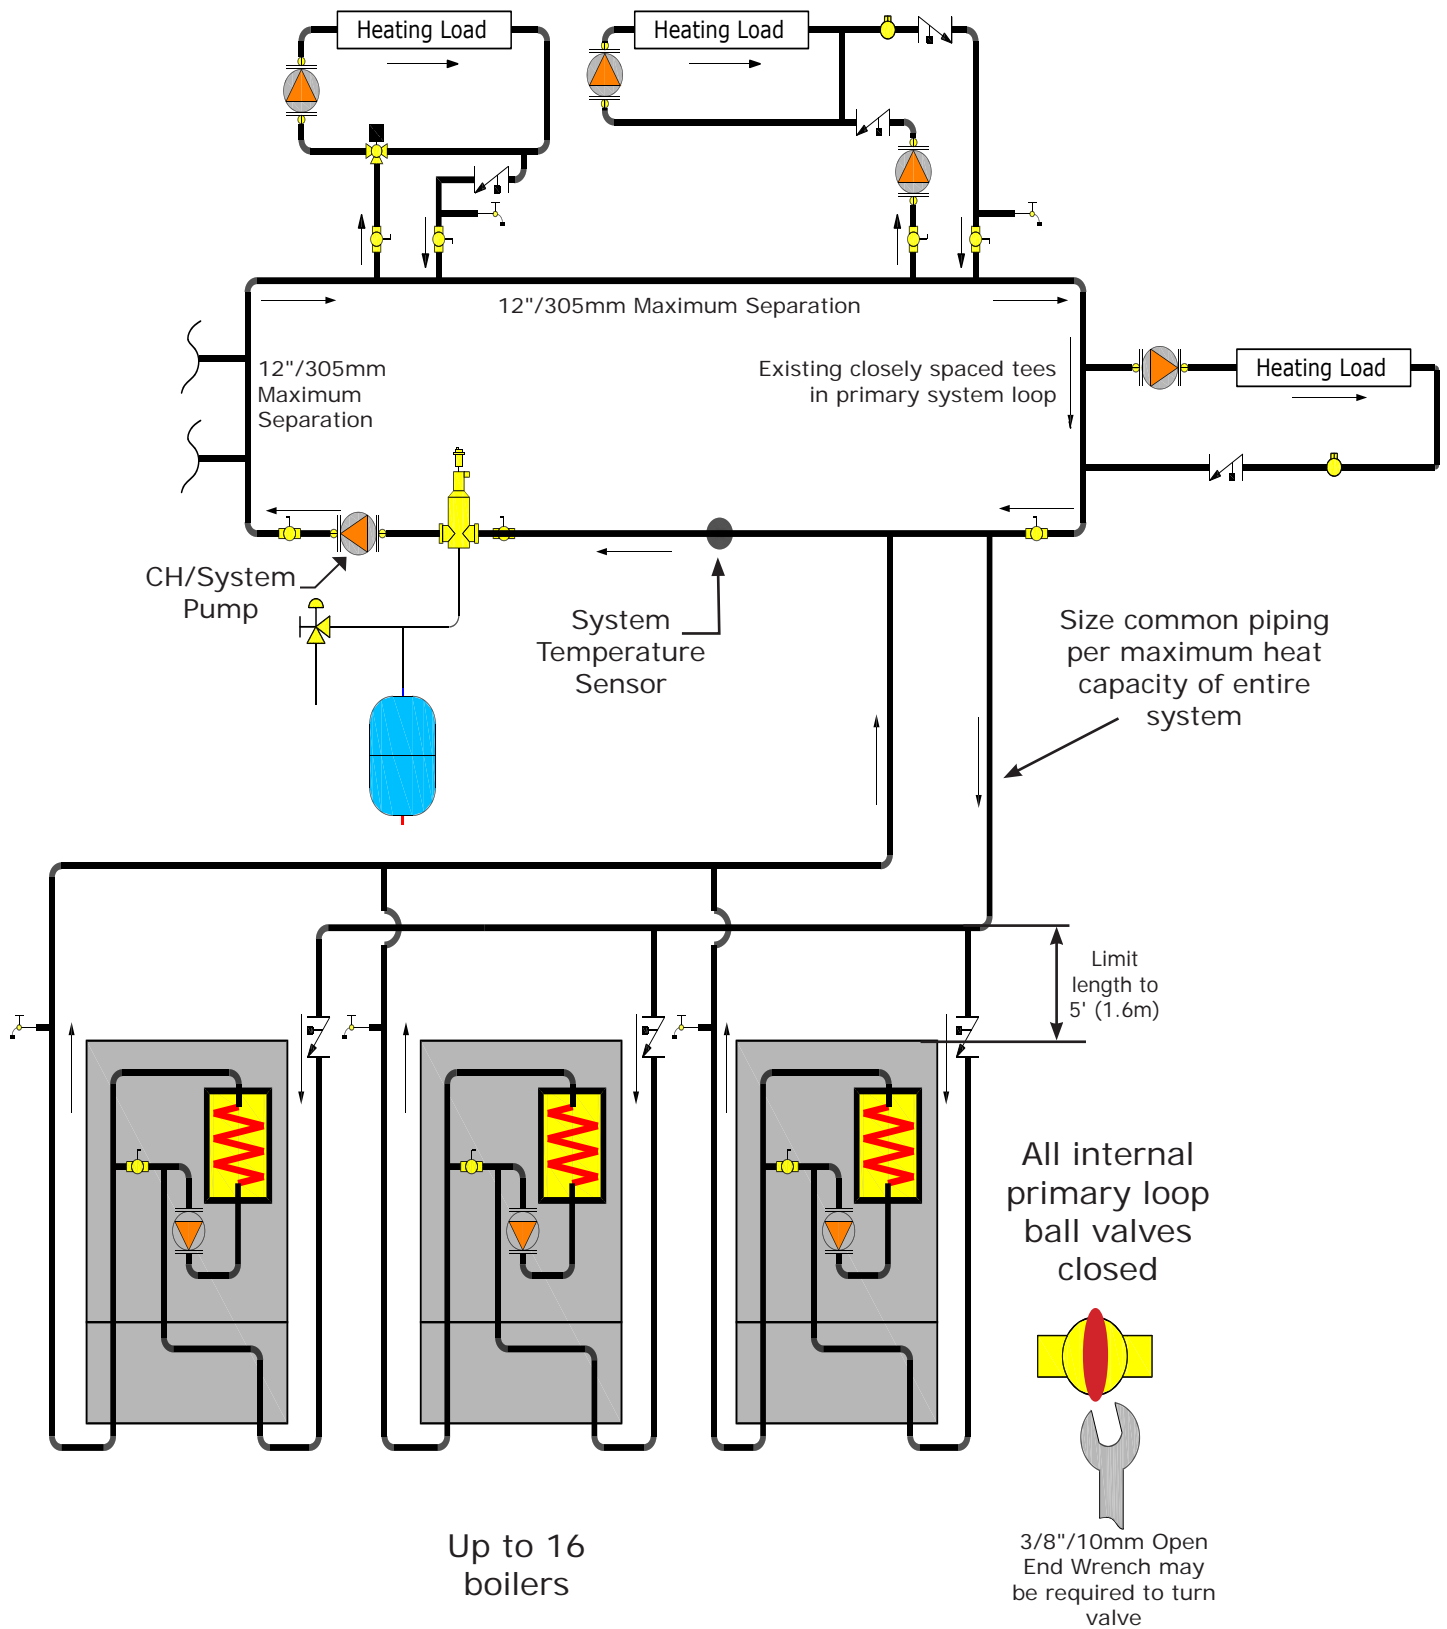 Heating Load
Heating Load
12"/305mm Maximum Separation
12"/305mm
Maximum
Separation
Existing closely spaced tees
in primary system loop
Heating Load
CH/System
Pump
System
Temperature
Sensor
Size common piping
per maximum heat
capacity of entire
system
Limit
length to
5' (1.6m)
All internal
primary loop
ball valves
closed
3/8"/10mm Open
End Wrench may
be required to turn
valve
Up to 16
boilers